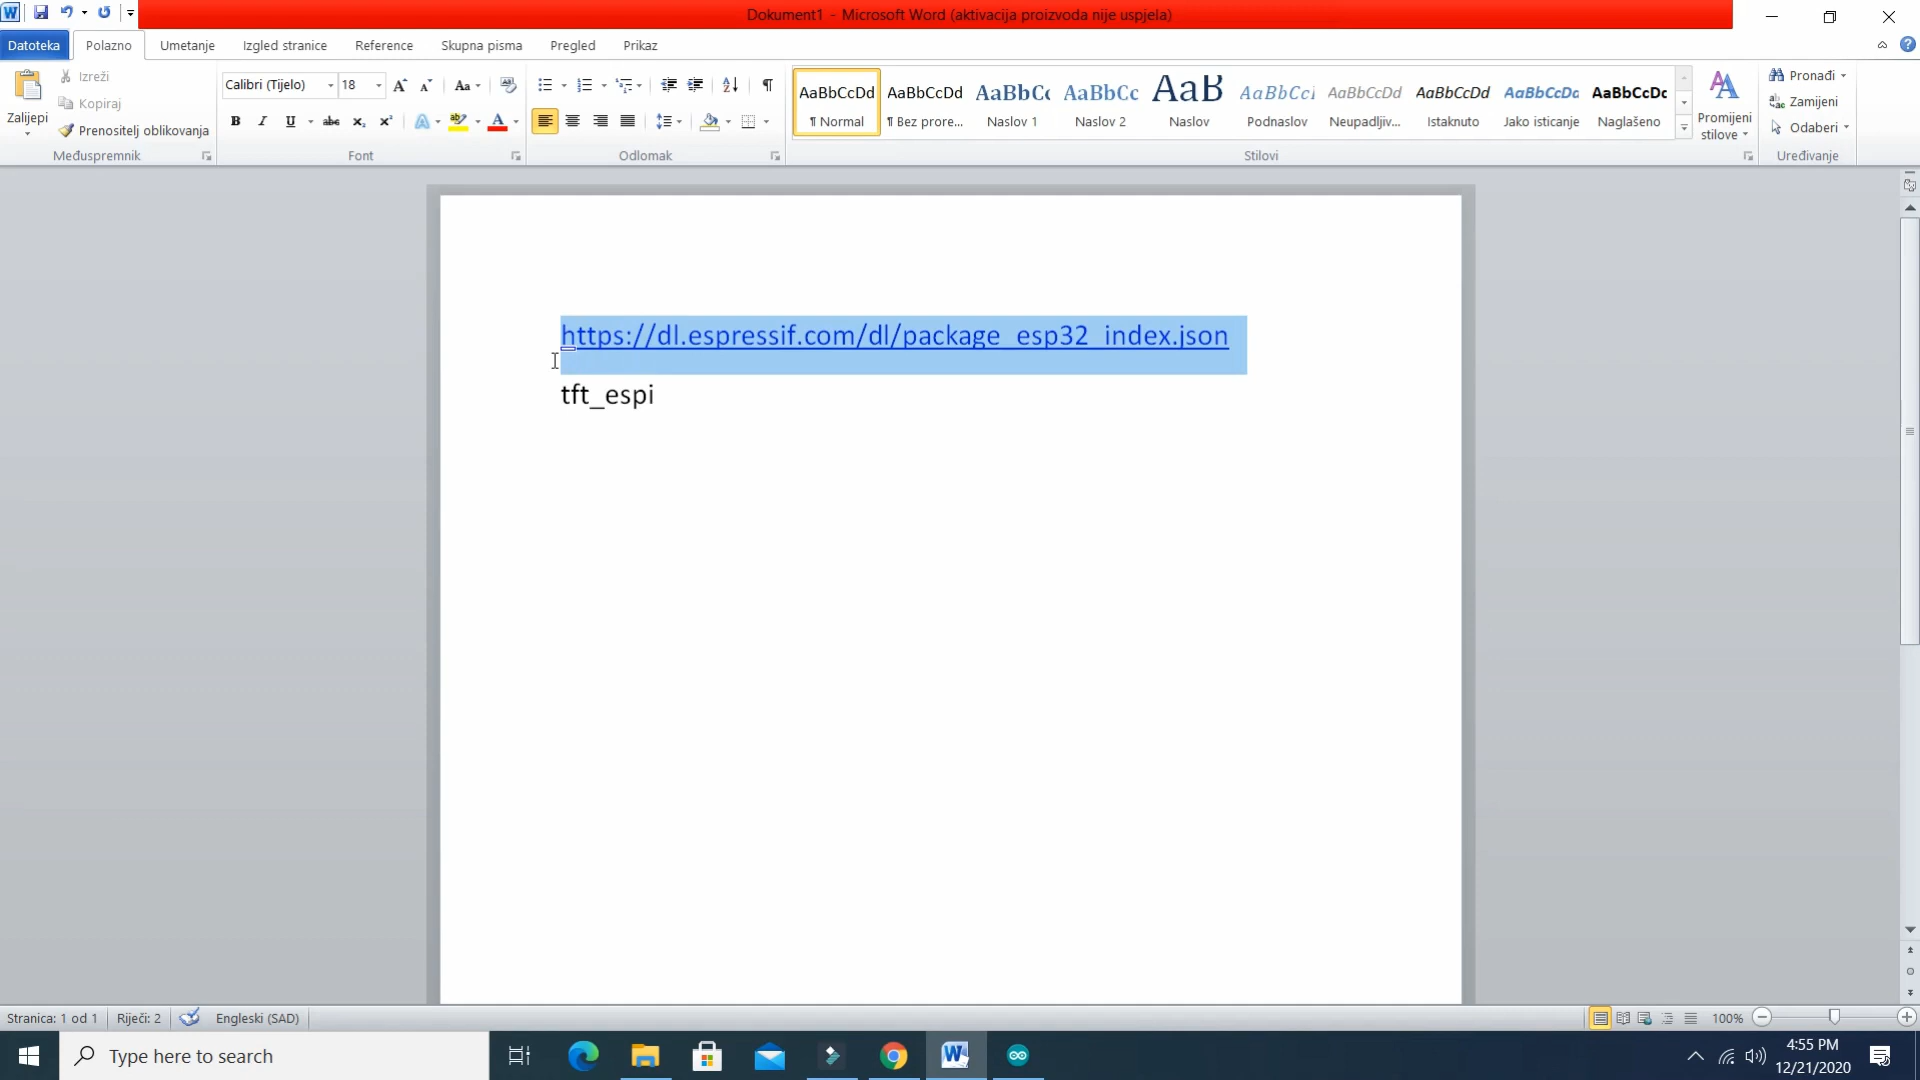 Dokument1 - Microsoft Word (aktivacija proizvoda nije uspjela)
Datoteka Polazno Umetanje Izgled stranice Reference Skupna pisma Pregled Prikaz
Zalijepi
Izreži
Kopiraj
Prenositelj oblikovanja
Međuspremnik
Calibri (Tijelo) 18
Font
Odlomak
AaBbCcDd AaBbCcDd AaBbCc AaBbCc AaB AaBbCcI AaBbCcDd AaBbCcDd AaBbCcDd AaBbCcDc
¶ Normal ¶ Bez prore... Naslov 1 Naslov 2 Naslov Podnaslov Neupadljiv... Istaknuto Jako isticanje Naglašeno
Stilovi
Promijeni
stilove
Pronađi
Zamijeni
Odaberi
Uređivanje
https://dl.espressif.com/dl/package_esp32_index.json
tft_espi
Stranica: 1 od 1 Riječi: 2 Engleski (SAD) 100%
Type here to search
4:55 PM
12/21/2020